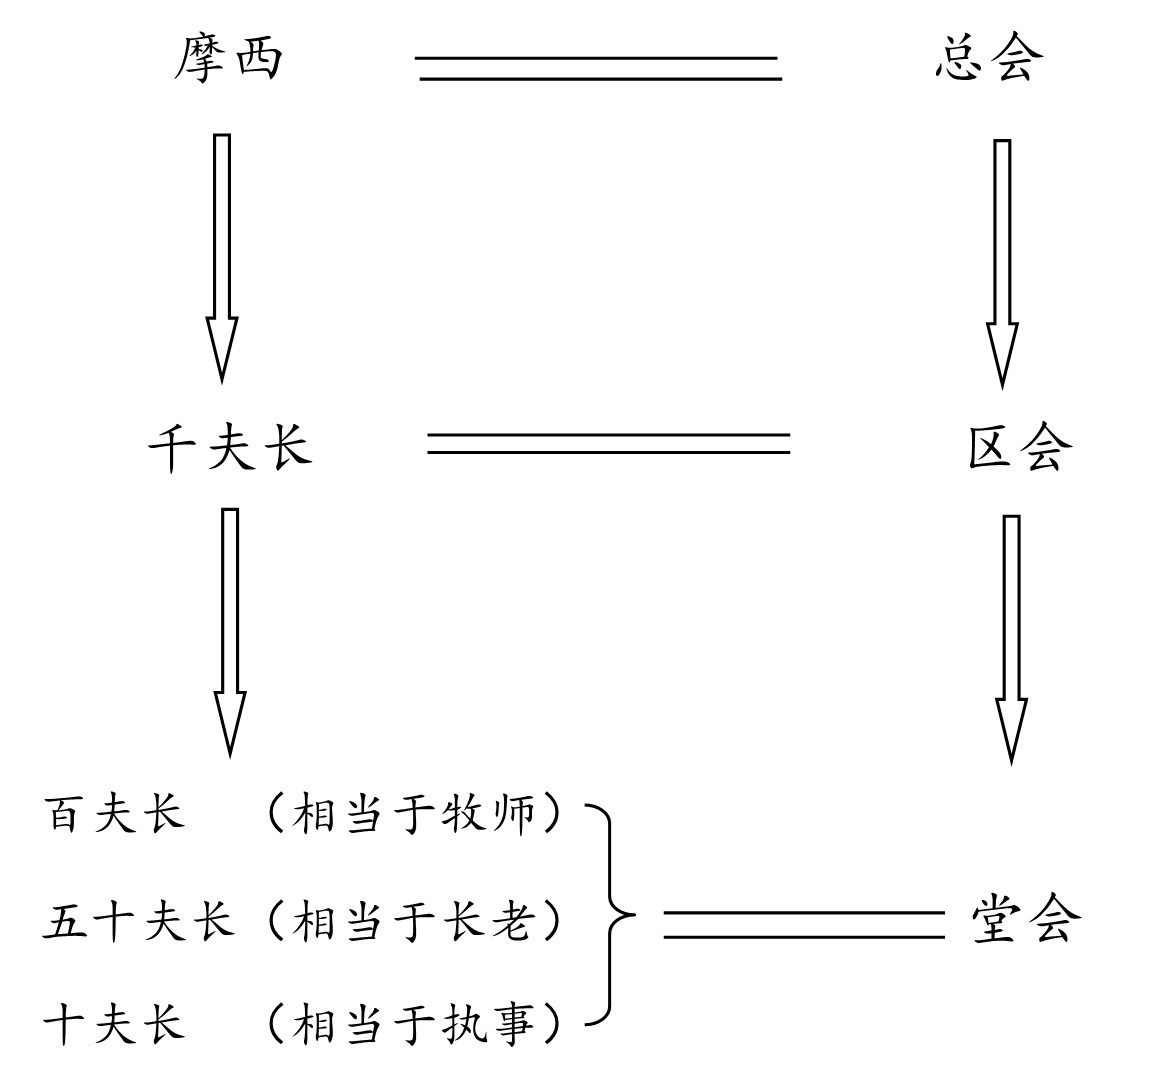 摩西 总会
千夫长 区会
百夫长 （相当于牧师）
五十夫长（相当于长老） 堂会
十夫长 （相当于执事）